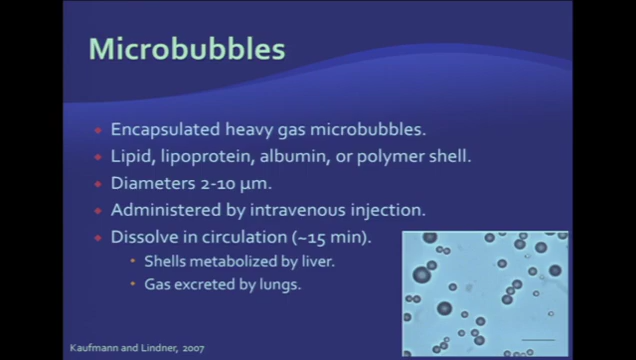 Microbubbles
Encapsulated heavy gas microbubbles.
Lipid, lipoprotein, albumin, or polymer shell.
Diameters 2-10 µm.
Administered by intravenous injection.
Dissolve in circulation (~15 min).
Shells metabolized by liver.
Gas excreted by lungs.
Kaufmann and Lindner, 2007